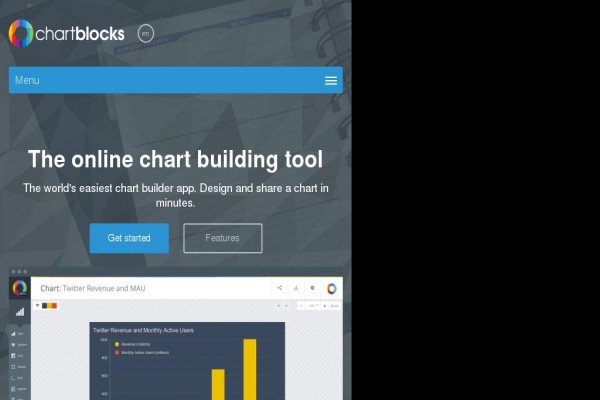 chartblocks
en
Menu
The online chart building tool
The world's easiest chart builder app. Design and share a chart in
minutes.
Get started
Features
Chart: Twitter Revenue and MAU
Twitter Revenue and Monthly Active Users
Revenue (millions)
Monthly Active Users (millions)